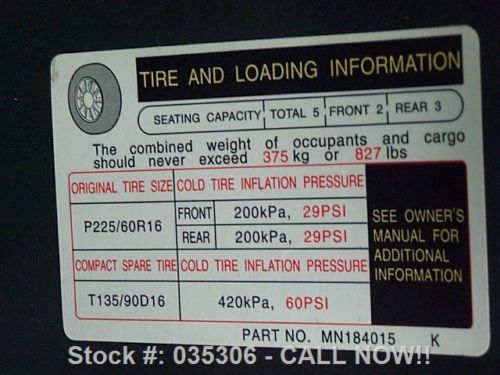 TIRE AND LOADING INFORMATION
SEATING CAPACITY TOTAL 5 FRONT 2 REAR 3
The combined weight of occupants and cargo
should never exceed 375 kg or 827 lbs
ORIGINAL TIRE SIZE COLD TIRE INFLATION PRESSURE
P225/60R16
FRONT 200kPa, 29PSI
REAR 200kPa, 29PSI
SEE OWNER'S
MANUAL FOR
ADDITIONAL
INFORMATION
COMPACT SPARE TIRE COLD TIRE INFLATION PRESSURE
T135/90D16 420kPa, 60PSI
PART NO. MN184015 K
Stock #: 035306 - CALL NOW!!